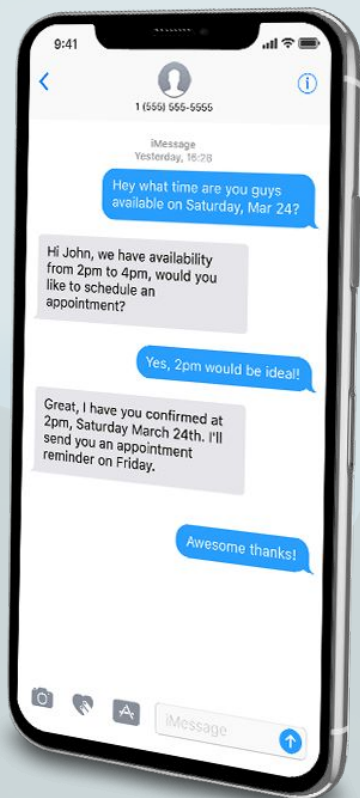 9:41
1 (555) 555-5555
iMessage
Yesterday, 16:28
Hey what time are you guys
available on Saturday, Mar 24?
Hi John, we have availability
from 2pm to 4pm, would you
like to schedule an
appointment?
Yes, 2pm would be ideal!
Great, I have you confirmed at
2pm, Saturday March 24th. I'll
send you an appointment
reminder on Friday.
Awesome thanks!
iMessage